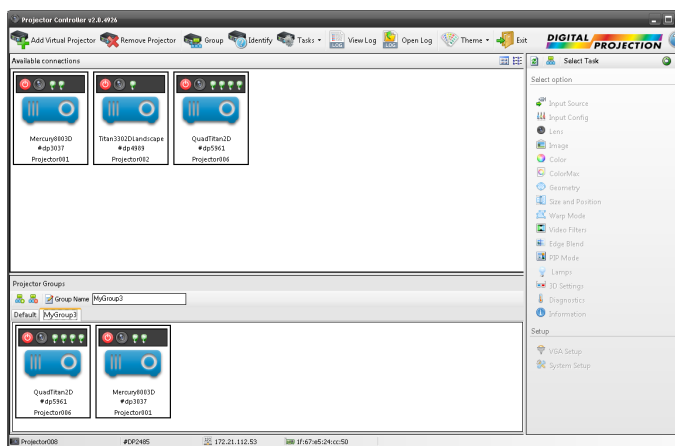 Projector Controller v2.0.4926
Add Virtual Projector Remove Projector Group Identify Tasks LOG View Log LOG Open Log Theme Exit DIGITAL PROJECTION
Available connections
Select Task
Select option
Mercury8003D
#dp3037
Projector001
Titan3302DLandscape
#dp4989
Projector002
QuadTitan2D
#dp5961
Projector006
Input Source
Input Config
Lens
Image
Color
ColorMax
Geometry
Size and Position
Warp Mode
Video Filters
Edge Blend
PIP Mode
Lamps
3D Settings
Diagnostics
Information
Setup
VGA Setup
System Setup
Projector Groups
Group Name MyGroup3
Default MyGroup3
QuadTitan2D
#dp5961
Projector006
Mercury8003D
#dp3037
Projector001
Projector008 #DP2485 172.21.112.53 1f:67:e5:24:cc:50